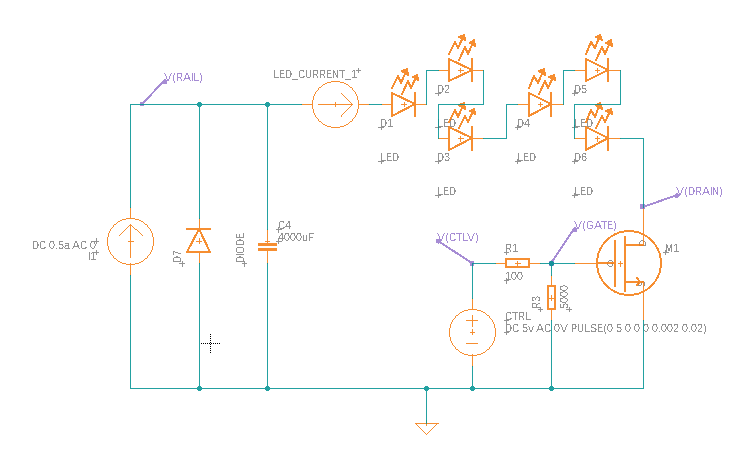 V(RAIL)
LED_CURRENT_1
D1
LED
D2
LED
D3
LED
D4
LED
D5
LED
D6
LED
V(DRAIN)
V(CTLV)
V(GATE)
R1
100
M1
DC 0.5a AC 0
I1
D7
DIODE
C4
4000uF
R3
5000
CTRL
DC 5v AC 0V PULSE(0 5 0 0 0 0.002 0.02)